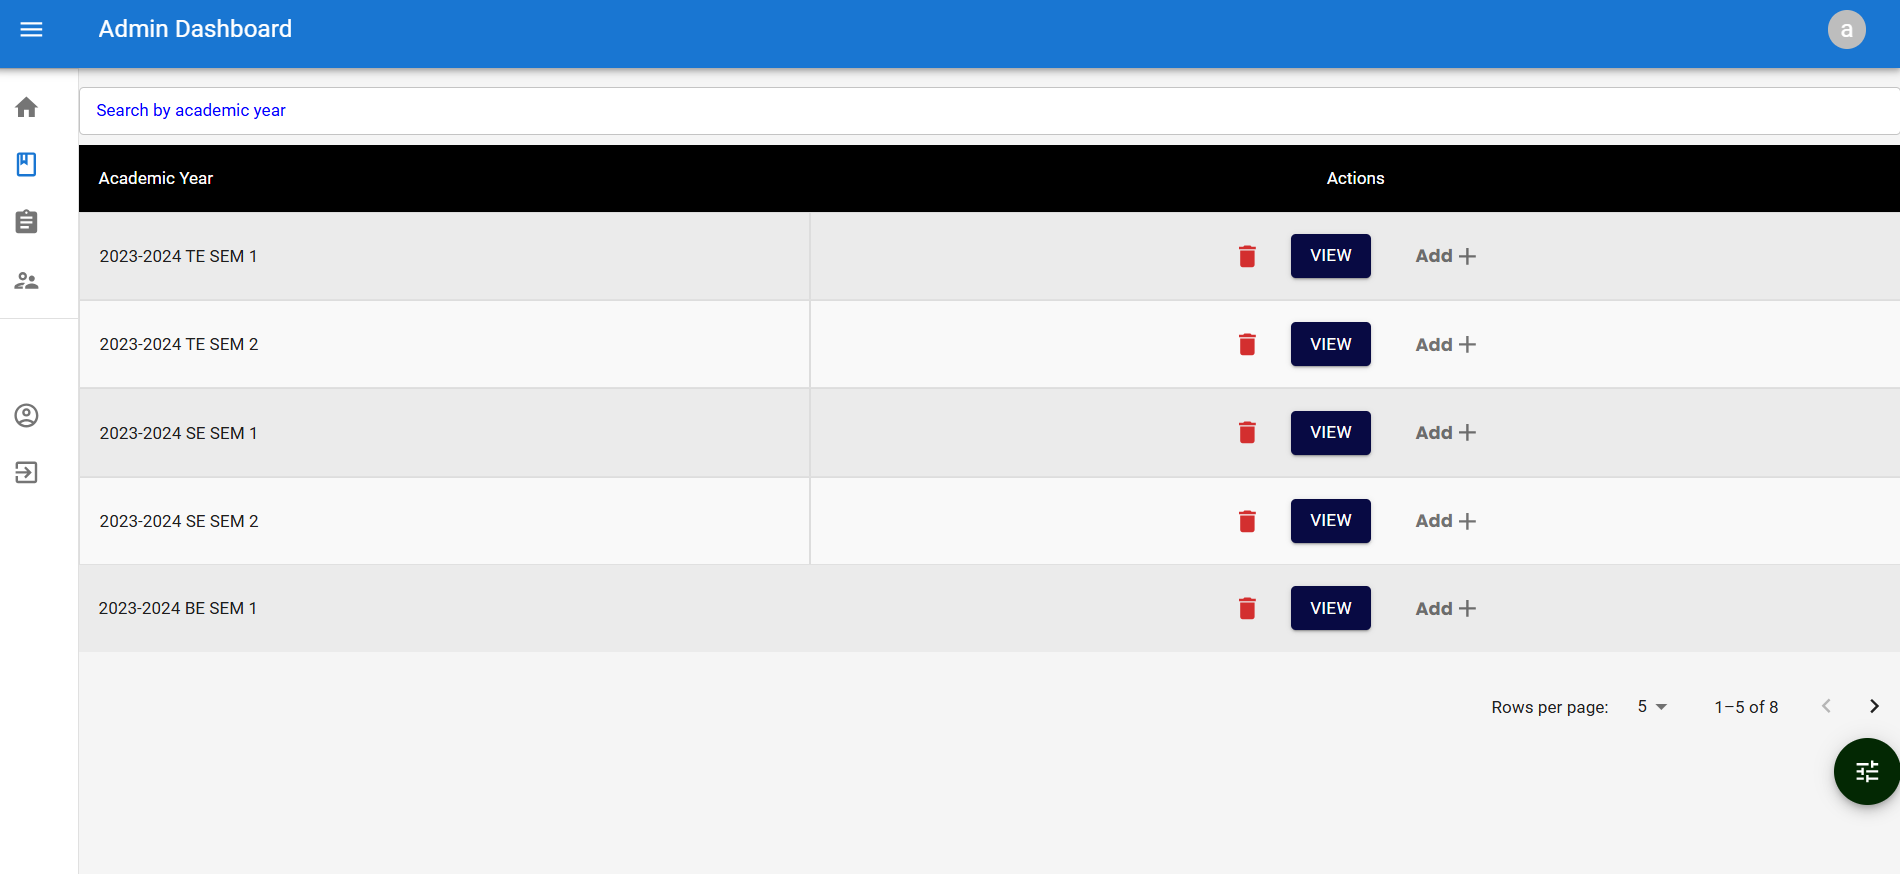 Admin Dashboard
a
Search by academic year
Academic Year Actions
2023-2024 TE SEM 1 VIEW Add
2023-2024 TE SEM 2 VIEW Add
2023-2024 SE SEM 1 VIEW Add
2023-2024 SE SEM 2 VIEW Add
2023-2024 BE SEM 1 VIEW Add
Rows per page: 5 1–5 of 8